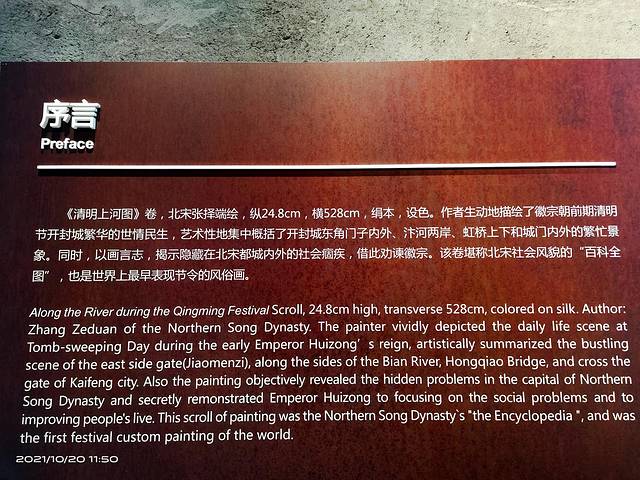 序言
Preface
《清明上河图》卷，北宋张择端绘，纵24.8cm，横528cm，绢本，设色。作者生动地描绘了徽宗朝前期清明
节开封城繁华的世情民生，艺术性地集中概括了开封城东角门子内外、汴河两岸、虹桥上下和城门内外的繁忙景
象。同时，以画言志，揭示隐藏在北宋都城内外的社会痼疾，借此劝谏徽宗。该卷堪称北宋社会风貌的“百科全
图”，也是世界上最早表现节令的风俗画。
Along the River during the Qingming Festival Scroll, 24.8cm high, transverse 528cm, colored on silk. Author:
Zhang Zeduan of the Northern Song Dynasty. The painter vividly depicted the daily life scene at
Tomb-sweeping Day during the early Emperor Huizong's reign, artistically summarized the bustling
scene of the east side gate(Jiaomenzi), along the sides of the Bian River, Hongqiao Bridge, and cross the
gate of Kaifeng city. Also the painting objectively revealed the hidden problems in the capital of Northern
Song Dynasty and secretly remonstrated Emperor Huizong to focusing on the social problems and to
improving people's live. This scroll of painting was the Northern Song Dynasty`s "the Encyclopedia ", and was
the first festival custom painting of the world.
2021/10/20 11:50